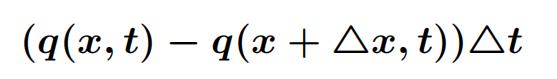 (q(x, t) − q(x + △x, t))△t